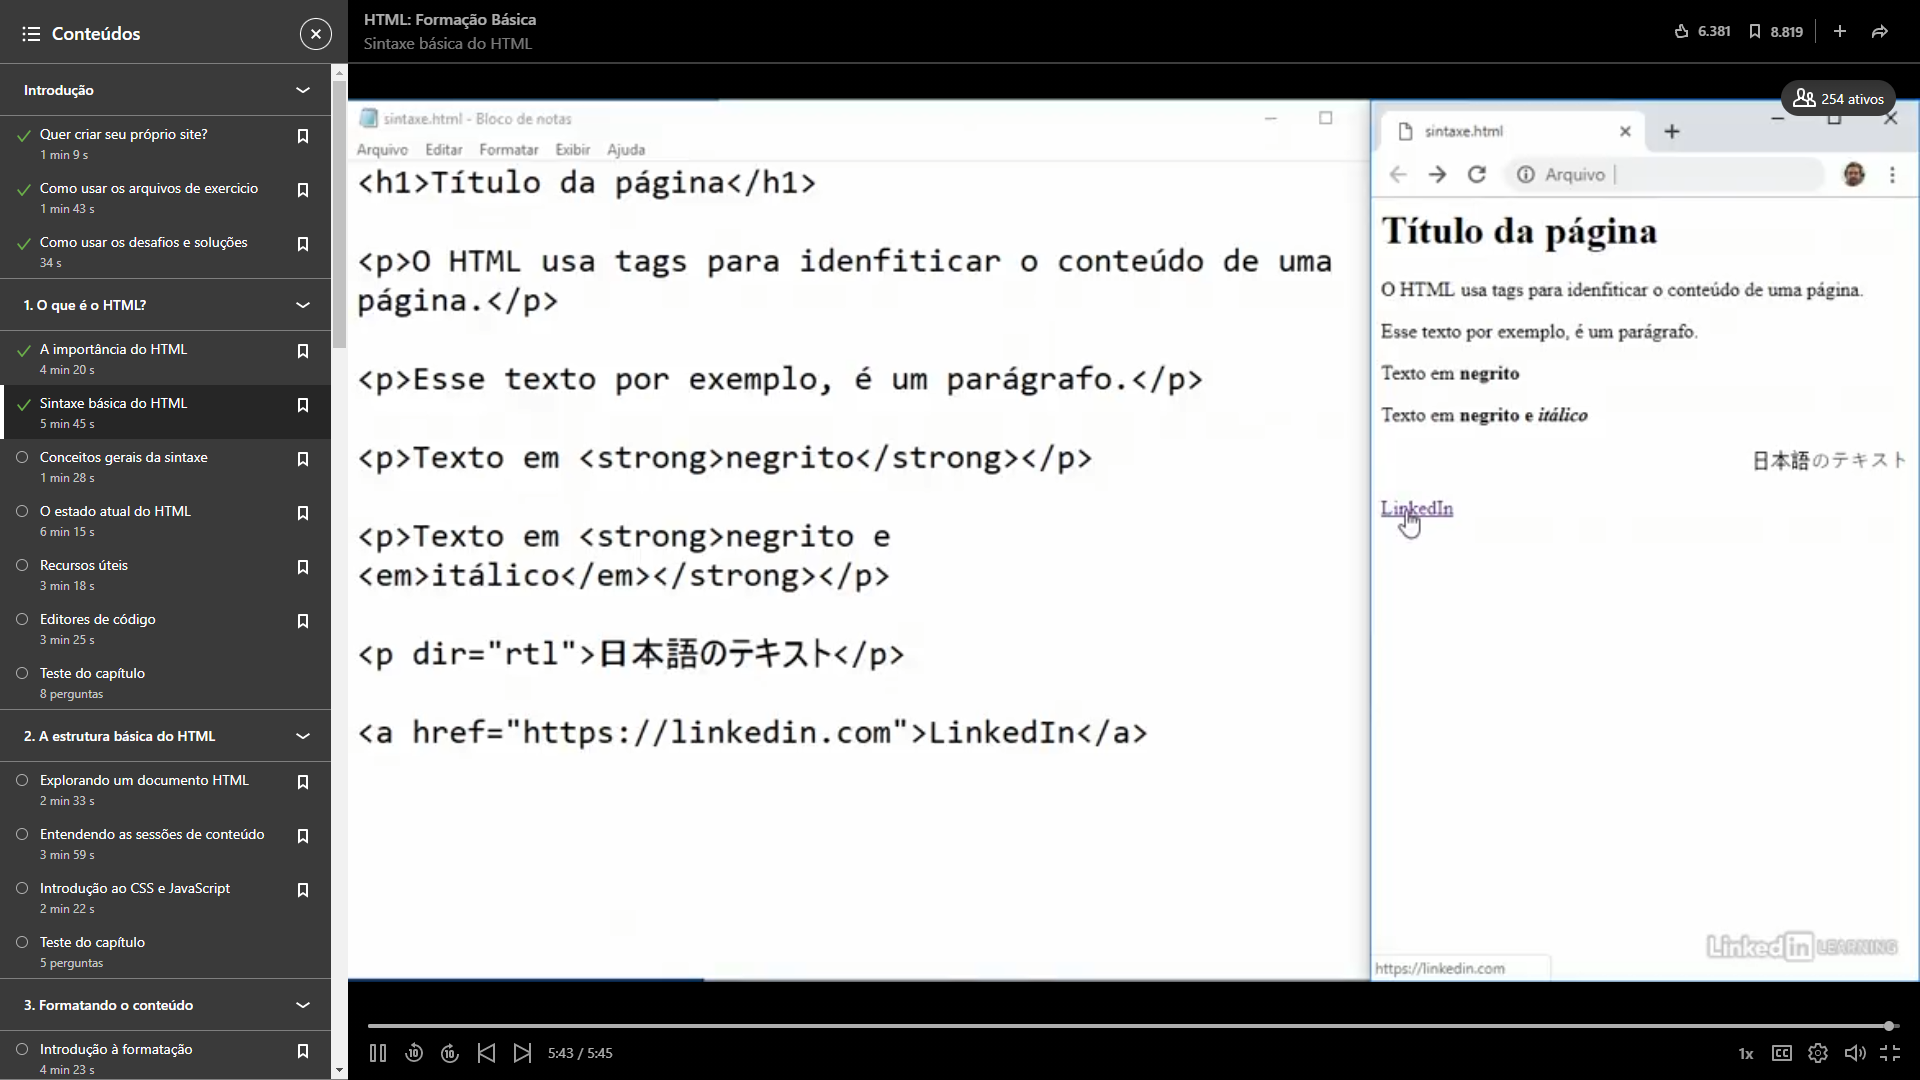 Conteúdos
Introdução
Quer criar seu próprio site?
1 min 9 s
Como usar os arquivos de exercicio
1 min 43 s
Como usar os desafios e soluções
34 s
1. O que é o HTML?
A importância do HTML
4 min 20 s
Sintaxe básica do HTML
5 min 45 s
Conceitos gerais da sintaxe
1 min 28 s
O estado atual do HTML
6 min 15 s
Recursos úteis
3 min 18 s
Editores de código
3 min 25 s
Teste do capítulo
8 perguntas
2. A estrutura básica do HTML
Explorando um documento HTML
2 min 33 s
Entendendo as sessões de conteúdo
3 min 59 s
Introdução ao CSS e JavaScript
2 min 22 s
Teste do capítulo
5 perguntas
3. Formatando o conteúdo
Introdução à formatação
4 min 23 s
HTML: Formação Básica
Sintaxe básica do HTML
6.381
8.819
254 ativos
sintaxe.html - Bloco de notas
Arquivo Editar Formatar Exibir Ajuda
<h1>Título da página</h1>
<p>O HTML usa tags para idenfiticar o conteúdo de uma
página.</p>
<p>Esse texto por exemplo, é um parágrafo.</p>
<p>Texto em <strong>negrito</strong></p>
<p>Texto em <strong>negrito e
<em>itálico</em></strong></p>
<p dir="rtl">日本語のテキスト</p>
<a href="https://linkedin.com">LinkedIn</a>
sintaxe.html
Arquivo
Título da página
O HTML usa tags para idenfiticar o conteúdo de uma página.
Esse texto por exemplo, é um parágrafo.
Texto em negrito
Texto em negrito e itálico
日本語のテキスト
LinkedIn
Linked in LEARNING
https://linkedin.com
10
10
5:43 / 5:45
1x
CC